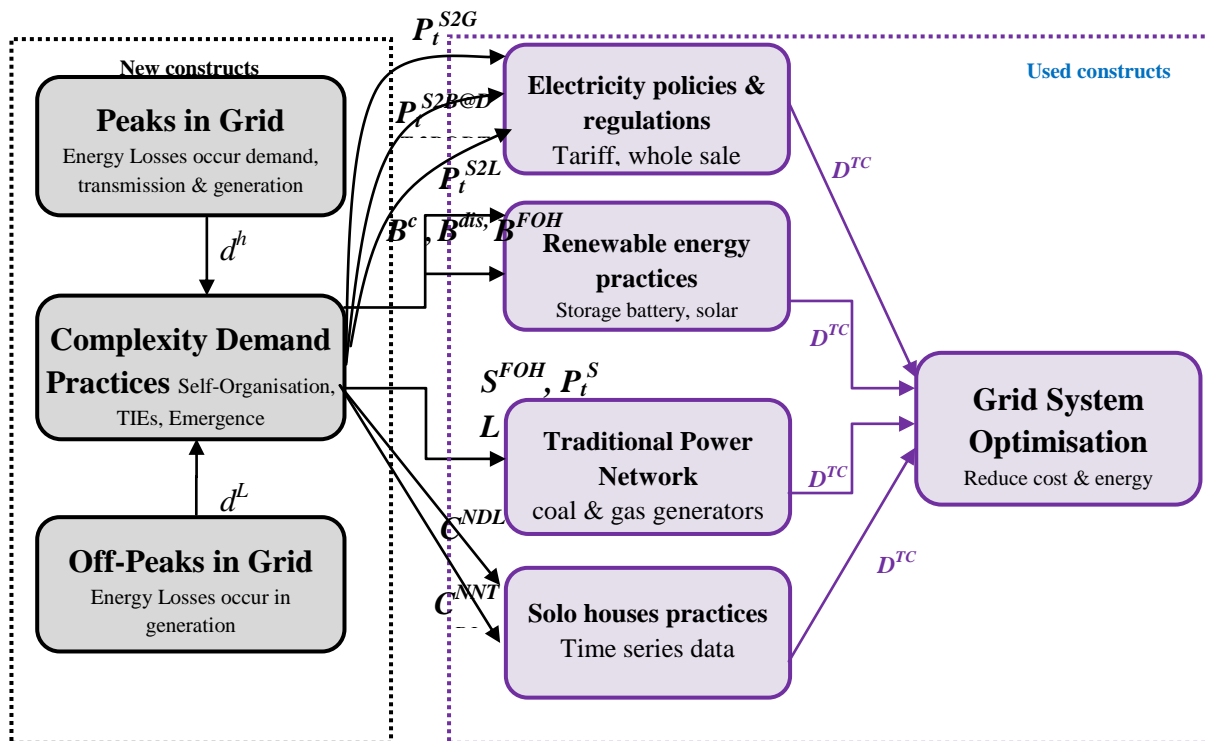 New constructs
Peaks in Grid
Energy Losses occur demand,
transmission & generation
d^h
Complexity Demand
Practices Self-Organisation,
TIEs, Emergence
d^L
Off-Peaks in Grid
Energy Losses occur in
generation
P_t^S2G
P_t^S2B@D
P_t^S2L
B^c, B^dis, B^FOH
S^FOH, P_t^S
L
C^NDL
C^NNT
Used constructs
Electricity policies &
regulations
Tariff, whole sale
Renewable energy
practices
Storage battery, solar
Traditional Power
Network
coal & gas generators
Solo houses practices
Time series data
D^TC
D^TC
D^TC
D^TC
Grid System
Optimisation
Reduce cost & energy